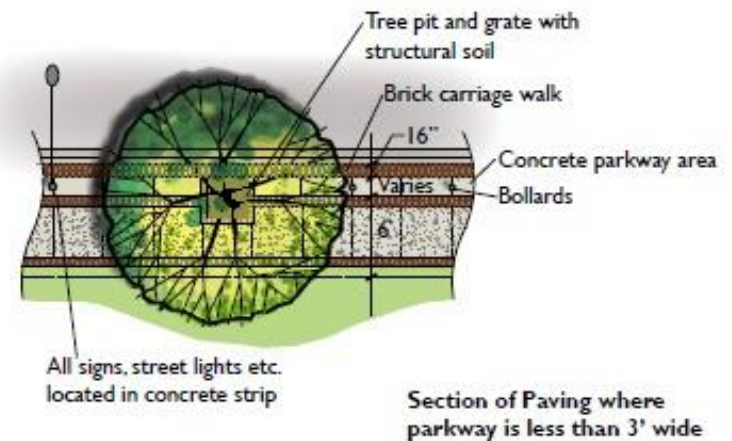 Tree pit and grate with
structural soil
Brick carriage walk
16”
Concrete parkway area
Varies
Bollards
6'
All signs, street lights etc.
located in concrete strip
Section of Paving where
parkway is less than 3’ wide